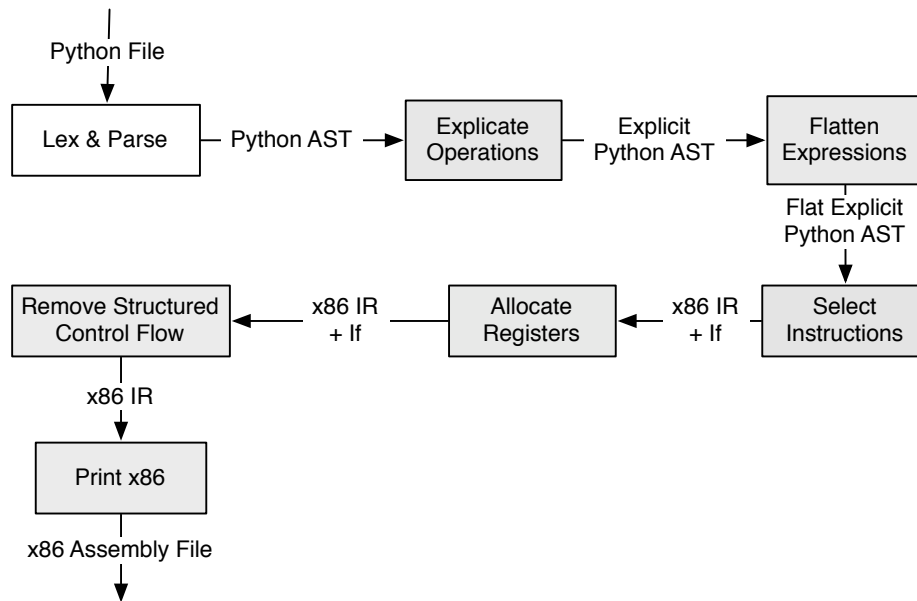 Python File
Lex & Parse
Python AST
Explicate
Operations
Explicit
Python AST
Flatten
Expressions
Flat Explicit
Python AST
Select
Instructions
x86 IR
+ If
Allocate
Registers
x86 IR
+ If
Remove Structured
Control Flow
x86 IR
Print x86
x86 Assembly File